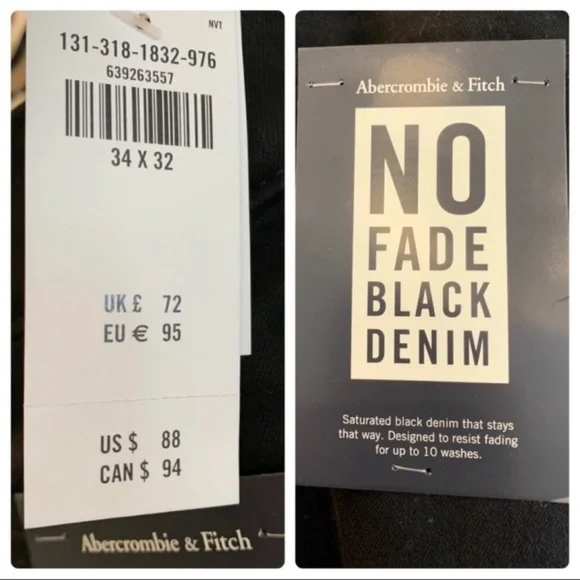 NVT
131-318-1832-976
639263557
34 X 32
UK £ 72
EU € 95
US $ 88
CAN $ 94
Abercrombie & Fitch
Abercrombie & Fitch
NO
FADE
BLACK
DENIM
Saturated black denim that stays
that way. Designed to resist fading
for up to 10 washes.